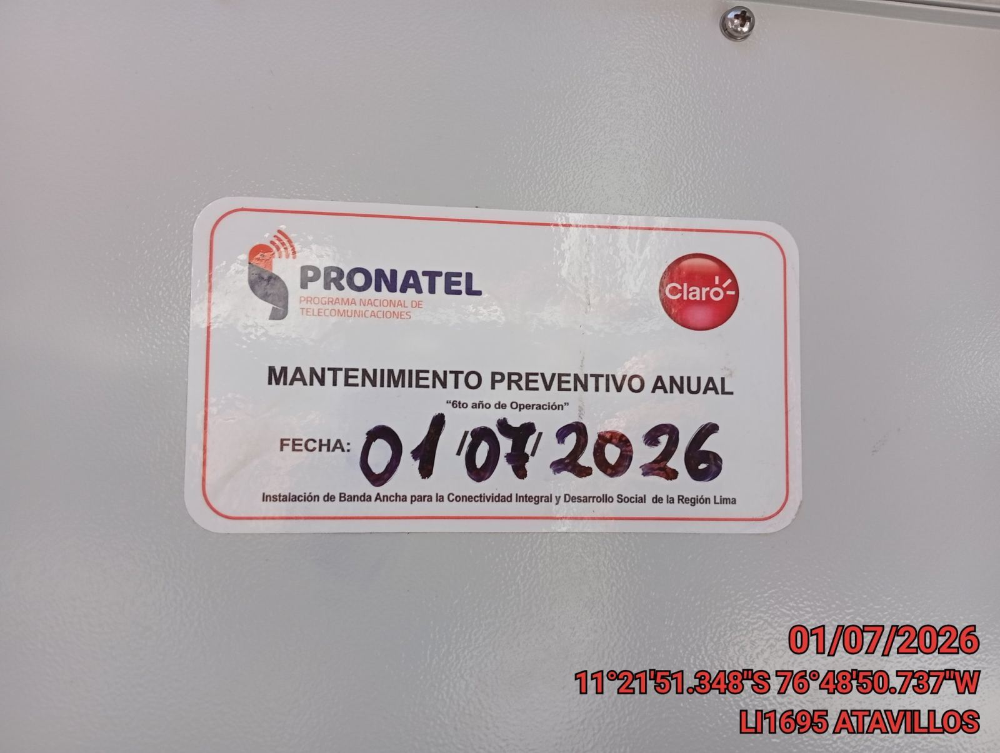 PRONATEL
PROGRAMA NACIONAL DE
TELECOMUNICACIONES
Claro
MANTENIMIENTO PREVENTIVO ANUAL
“6to año de Operación”
FECHA: 01/07/2026
Instalación de Banda Ancha para la Conectividad Integral y Desarrollo Social de la Región Lima
01/07/2026
11°21'51.348"S 76°48'50.737"W
LI1695 ATAVILLOS